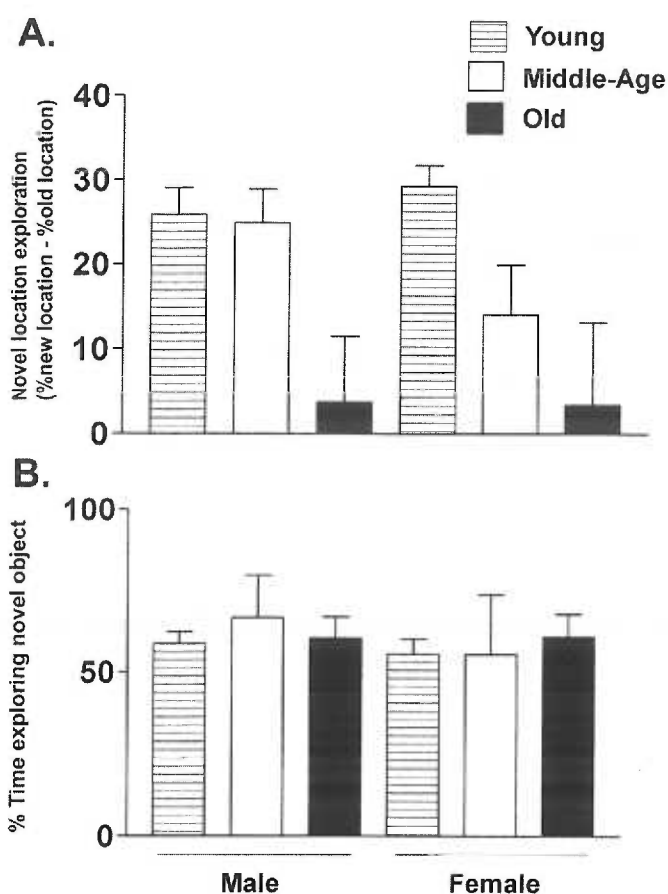 A.
Young
Middle-Age
Old
Novel location exploration
(%new location - %old location)
40
30
20
10
0
B.
% Time exploring novel object
100
50
0
Male
Female